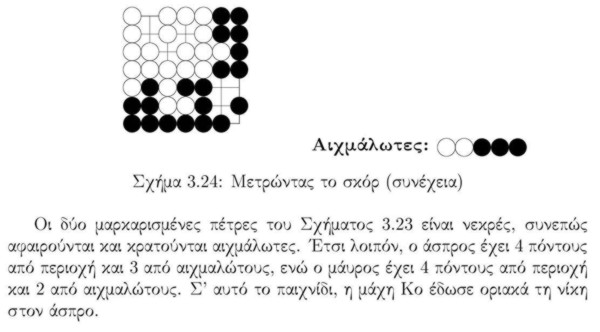 Αιχμάλωτες:
Σχήμα 3.24: Μετρώντας το σκόρ (συνέχεια)
Οι δύο μαρκαρισμένες πέτρες του Σχήματος 3.23 είναι νεκρές, συνεπώς
αφαιρούνται και κρατούνται αιχμάλωτες. Έτσι λοιπόν, ο άσπρος έχει 4 πόντους
από περιοχή και 3 από αιχμαλώτους, ενώ ο μάυρος έχει 4 πόντους από περιοχή
και 2 από αιχμαλώτους. Σ' αυτό το παιχνίδι, η μάχη Κο έδωσε οριακά τη νίκη
στον άσπρο.